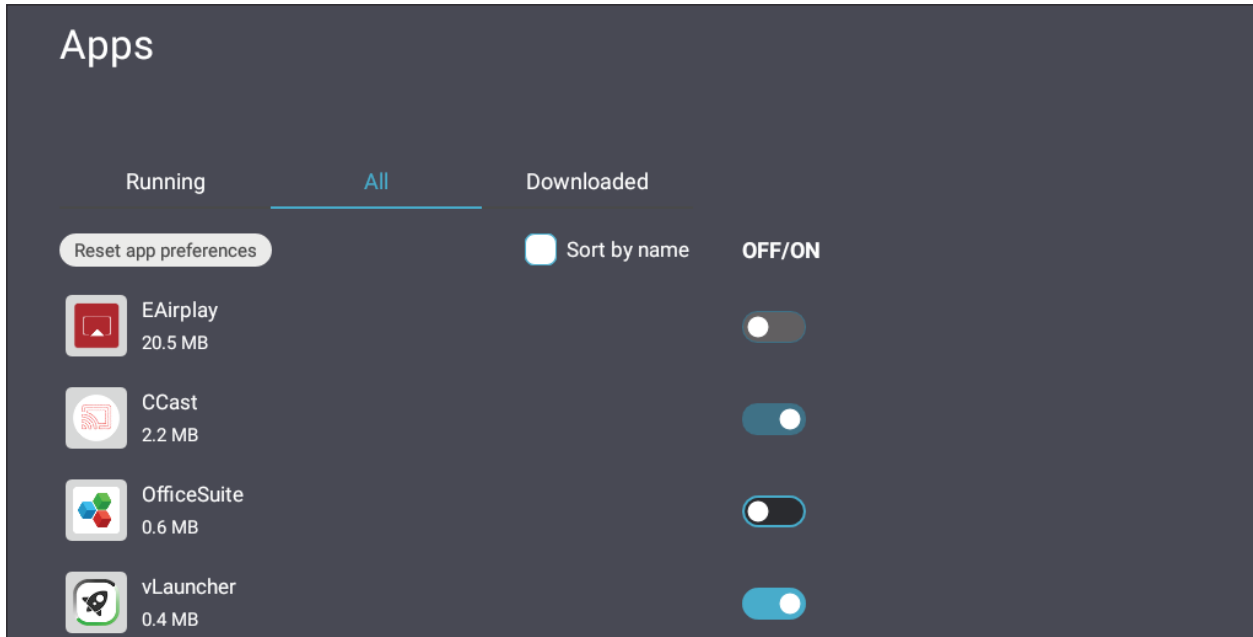 Apps
Running All Downloaded
Reset app preferences Sort by name OFF/ON
EAirplay
20.5 MB
CCast
2.2 MB
OfficeSuite
0.6 MB
vLauncher
0.4 MB